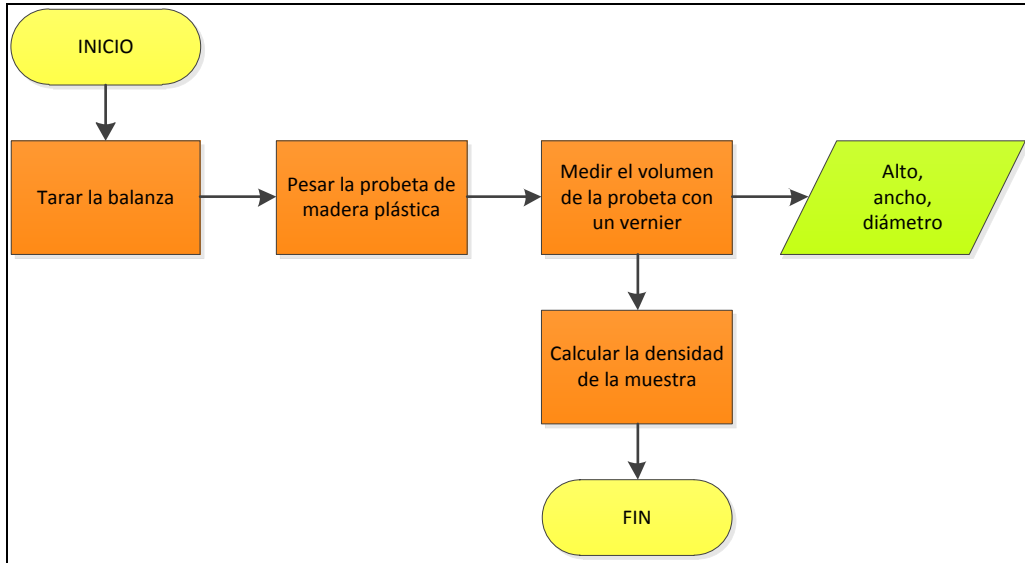 INICIO
Tarar la balanza
Pesar la probeta de
madera plástica
Medir el volumen
de la probeta con
un vernier
Alto,
ancho,
diámetro
Calcular la densidad
de la muestra
FIN